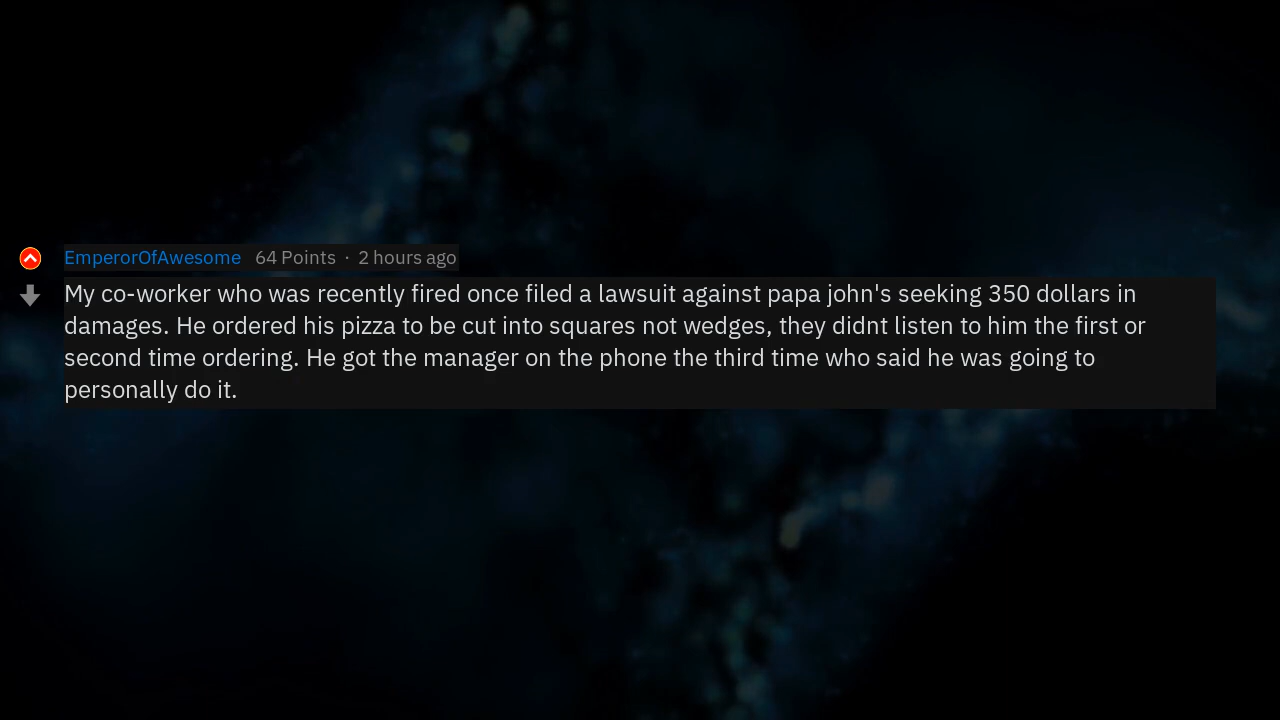 EmperorOfAwesome 64 Points · 2 hours ago
My co-worker who was recently fired once filed a lawsuit against papa john's seeking 350 dollars in
damages. He ordered his pizza to be cut into squares not wedges, they didnt listen to him the first or
second time ordering. He got the manager on the phone the third time who said he was going to
personally do it.